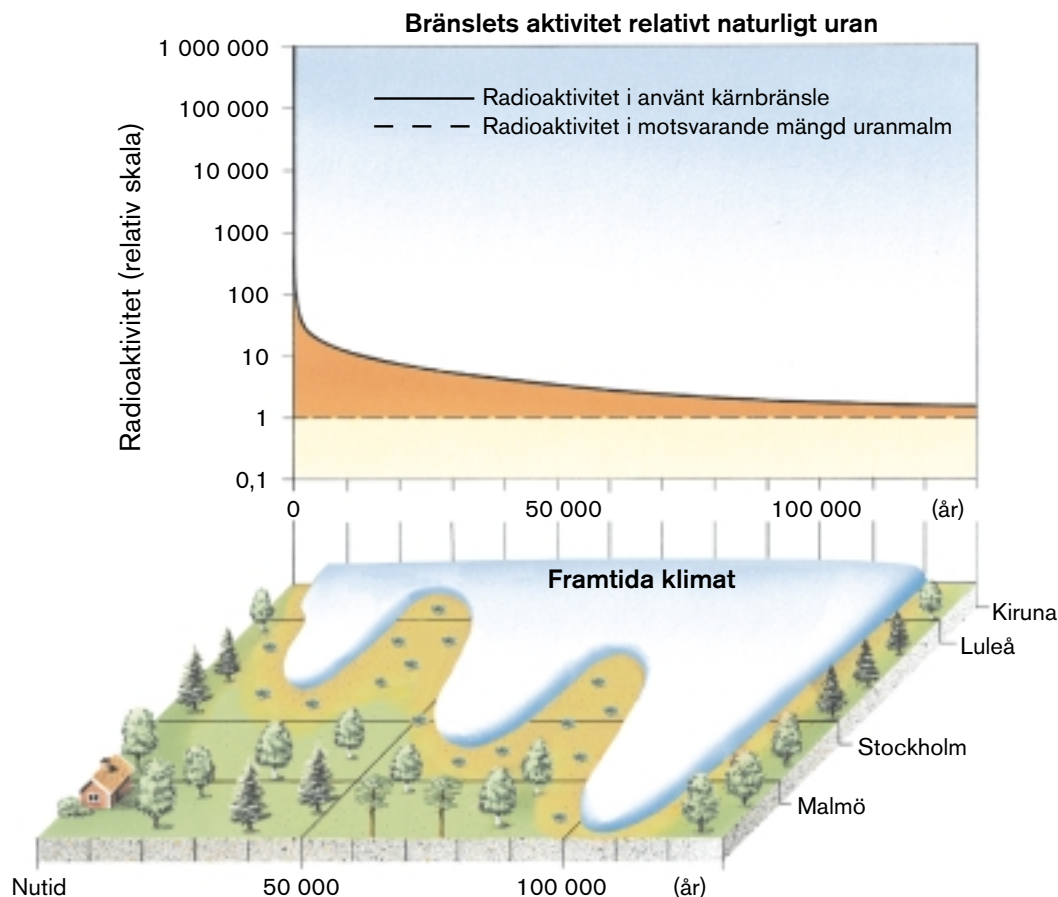 Bränslets aktivitet relativt naturligt uran
Radioaktivitet (relativ skala)
1 000 000
100 000
10 000
1000
100
10
1
0,1
Radioaktivitet i använt kärnbränsle
Radioaktivitet i motsvarande mängd uranmalm
0 50 000 100 000 (år)
Framtida klimat
Kiruna
Luleå
Stockholm
Malmö
Nutid 50 000 100 000 (år)